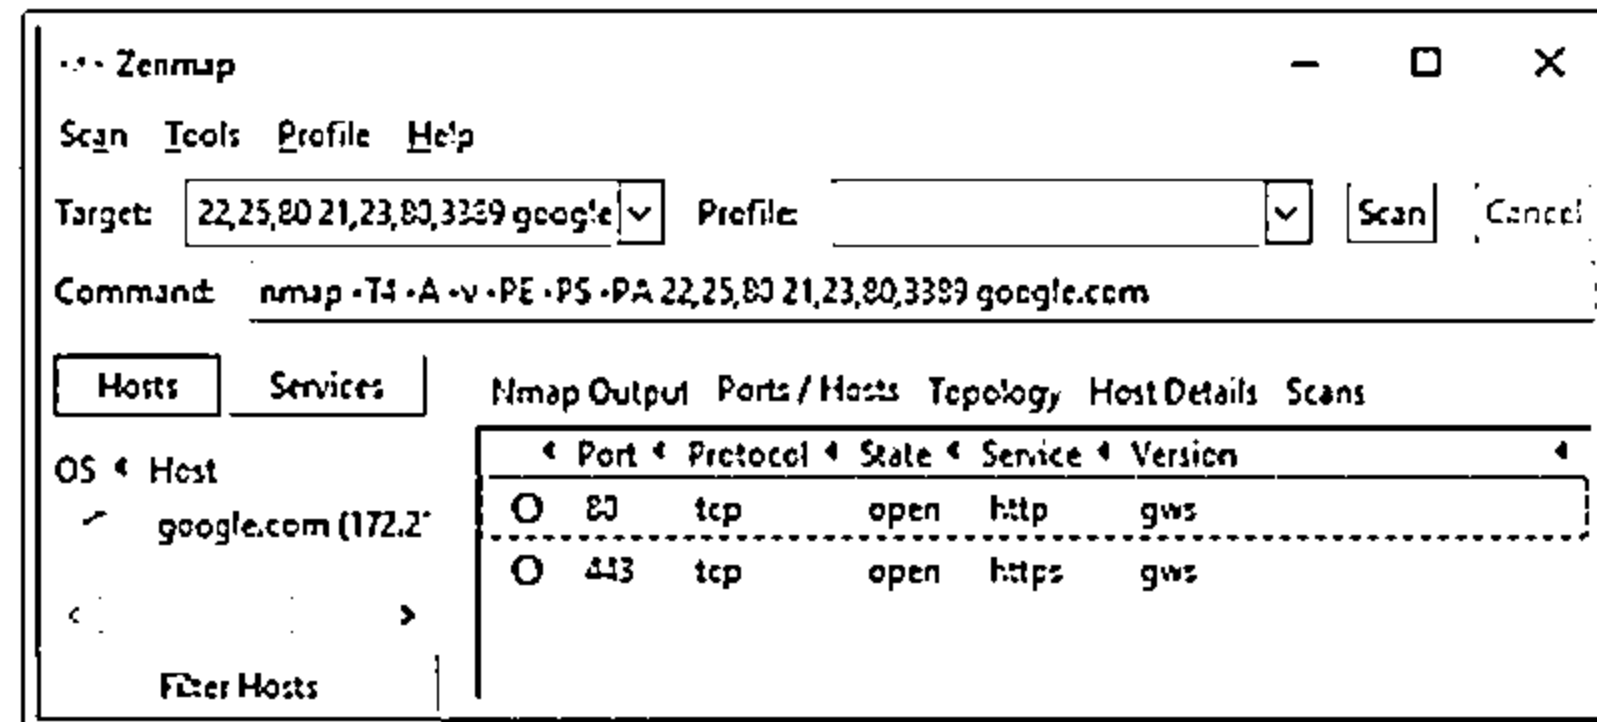 Zenmap
Scan Tools Profile Help
Target: 22,25,80 21,23,80,3389 google Profile: Scan Cancel
Command: nmap -T4 -A -v -PE -PS -PA 22,25,80 21,23,80,3389 google.com
Hosts Services Nmap Output Ports / Hosts Topology Host Details Scans
OS Host Port Protocol State Service Version
google.com (172.2 80 tcp open http gws
443 tcp open https gws
Filter Hosts